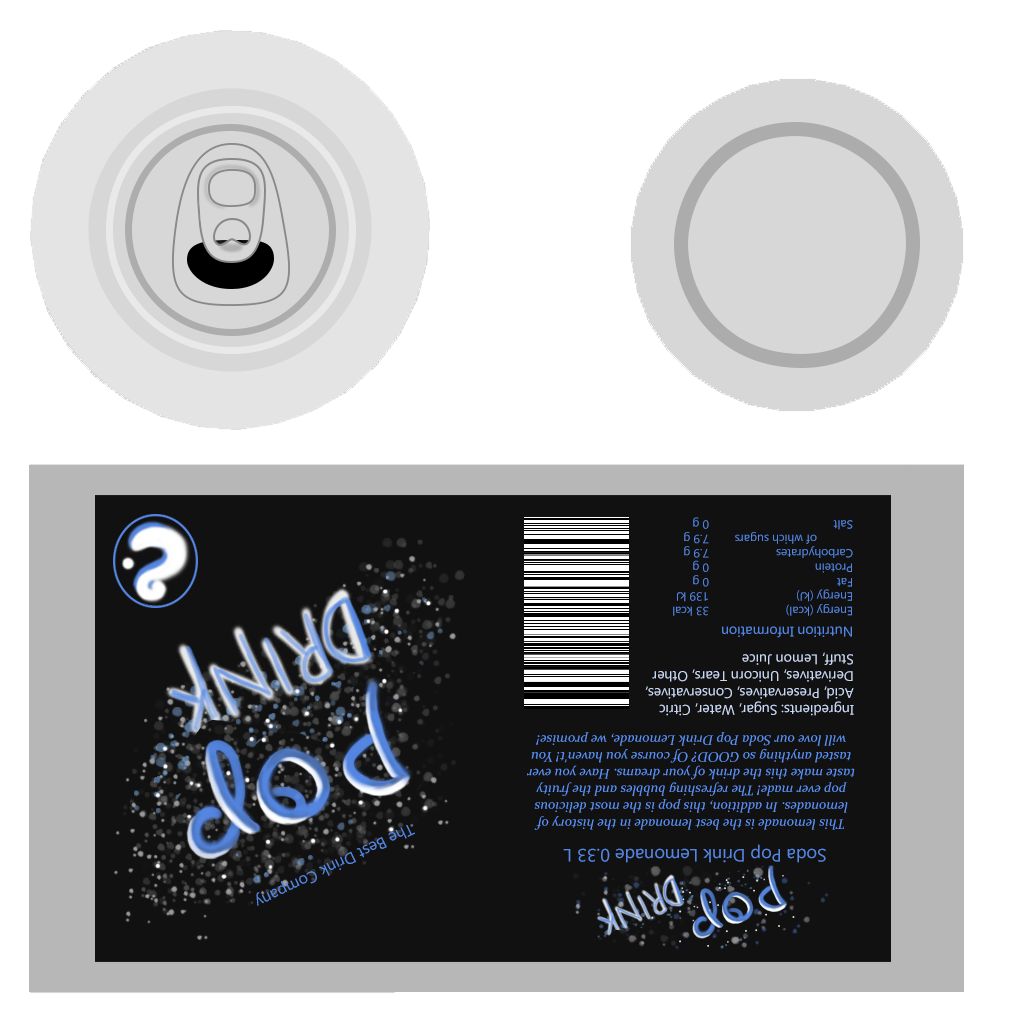 POP DRINK
Soda Pop Drink Lemonade 0.33 L
This lemonade is the best lemonade in the history of
lemonades. In addition, this pop is the most delicious
pop ever made! The refreshing bubbles and the fruity
taste make this the drink of your dreams. Have you ever
tasted anything so GOOD? Of course you haven't! You
will love our Soda Pop Drink Lemonade, we promise!
Ingredients: Sugar, Water, Citric
Acid, Preservatives, Conservatives,
Derivatives, Unicorn Tears, Other
Stuff, Lemon Juice
Nutrition Information
Energy (kcal) 33 kcal
Energy (kJ) 139 kJ
Fat 0 g
Protein 0 g
Carbohydrates 7.9 g
of which sugars 7.9 g
Salt 0 g
The Best Drink Company
POP
DRINK
?